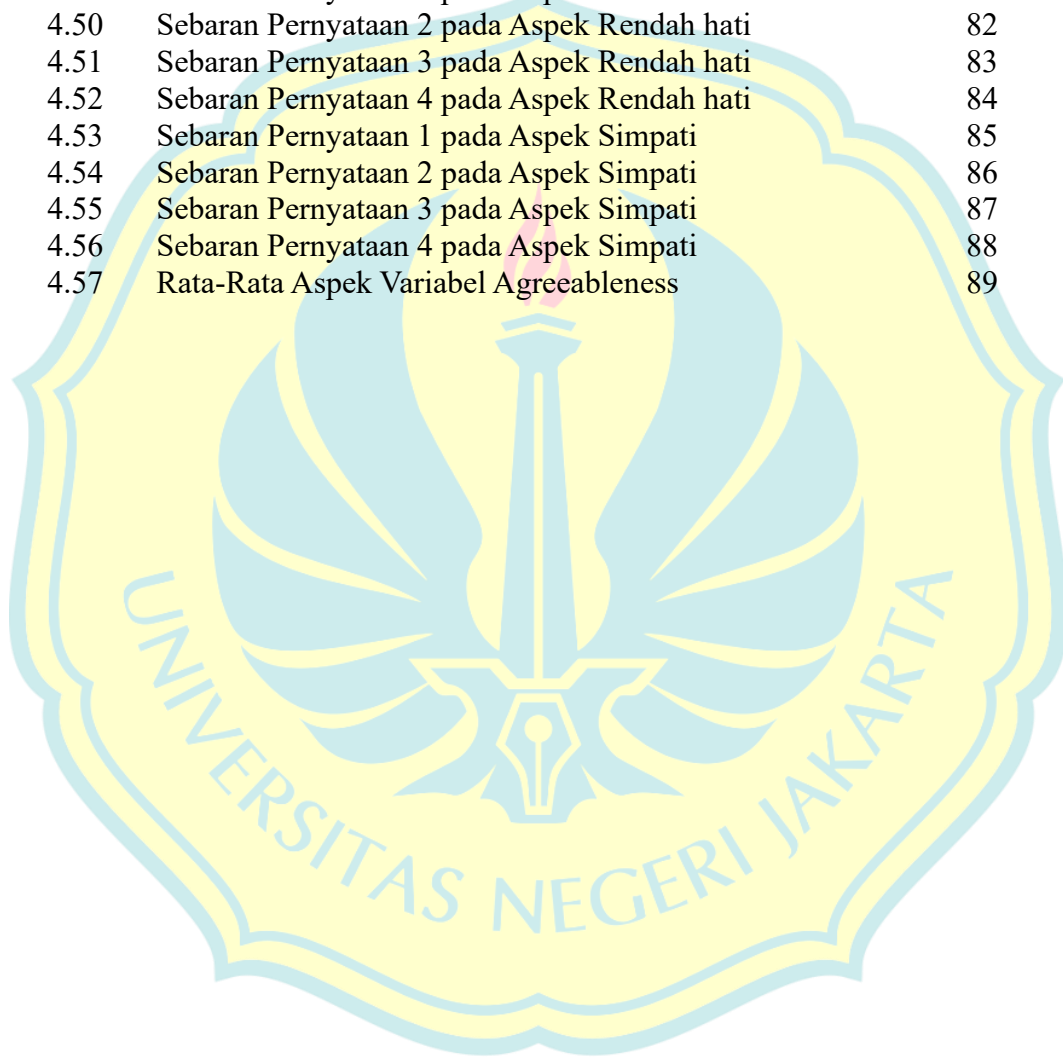 4.50 Sebaran Pernyataan 2 pada Aspek Rendah hati 82
4.51 Sebaran Pernyataan 3 pada Aspek Rendah hati 83
4.52 Sebaran Pernyataan 4 pada Aspek Rendah hati 84
4.53 Sebaran Pernyataan 1 pada Aspek Simpati 85
4.54 Sebaran Pernyataan 2 pada Aspek Simpati 86
4.55 Sebaran Pernyataan 3 pada Aspek Simpati 87
4.56 Sebaran Pernyataan 4 pada Aspek Simpati 88
4.57 Rata-Rata Aspek Variabel Agreeableness 89
UNIVERSITAS NEGERI JAKARTA